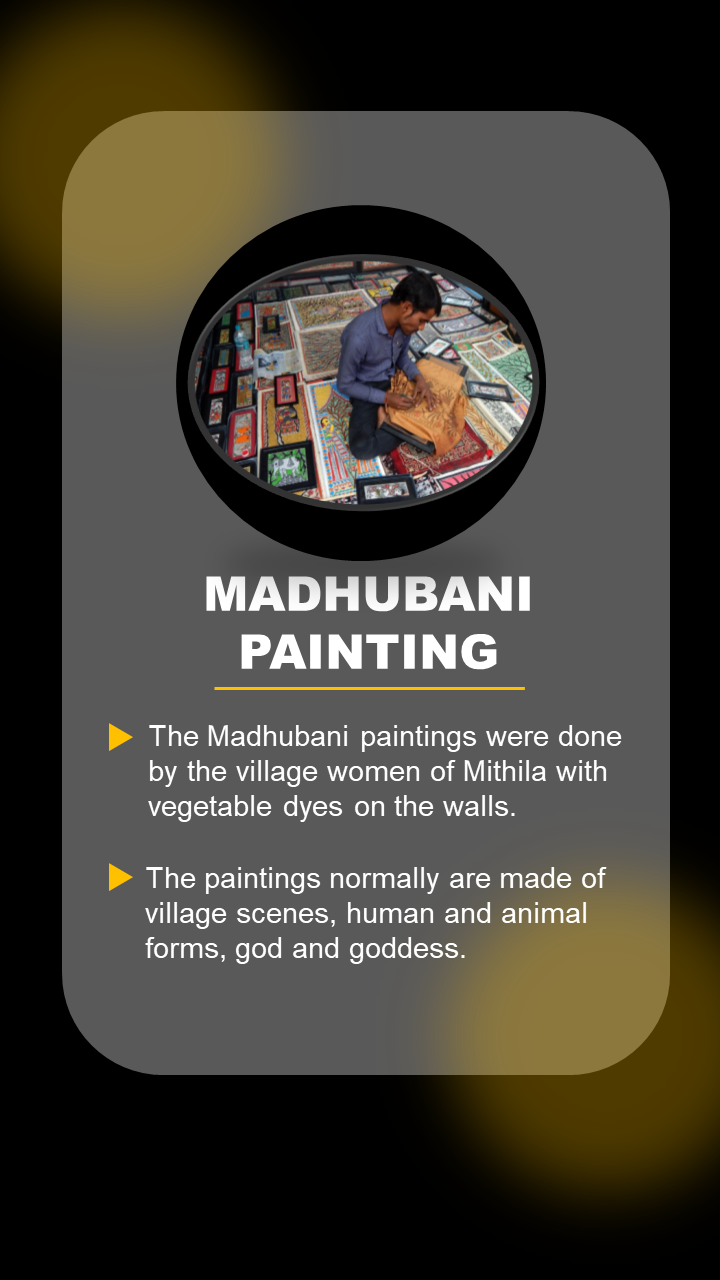 MADHUBANI
PAINTING
The Madhubani paintings were done
by the village women of Mithila with
vegetable dyes on the walls.
The paintings normally are made of
village scenes, human and animal
forms, god and goddess.